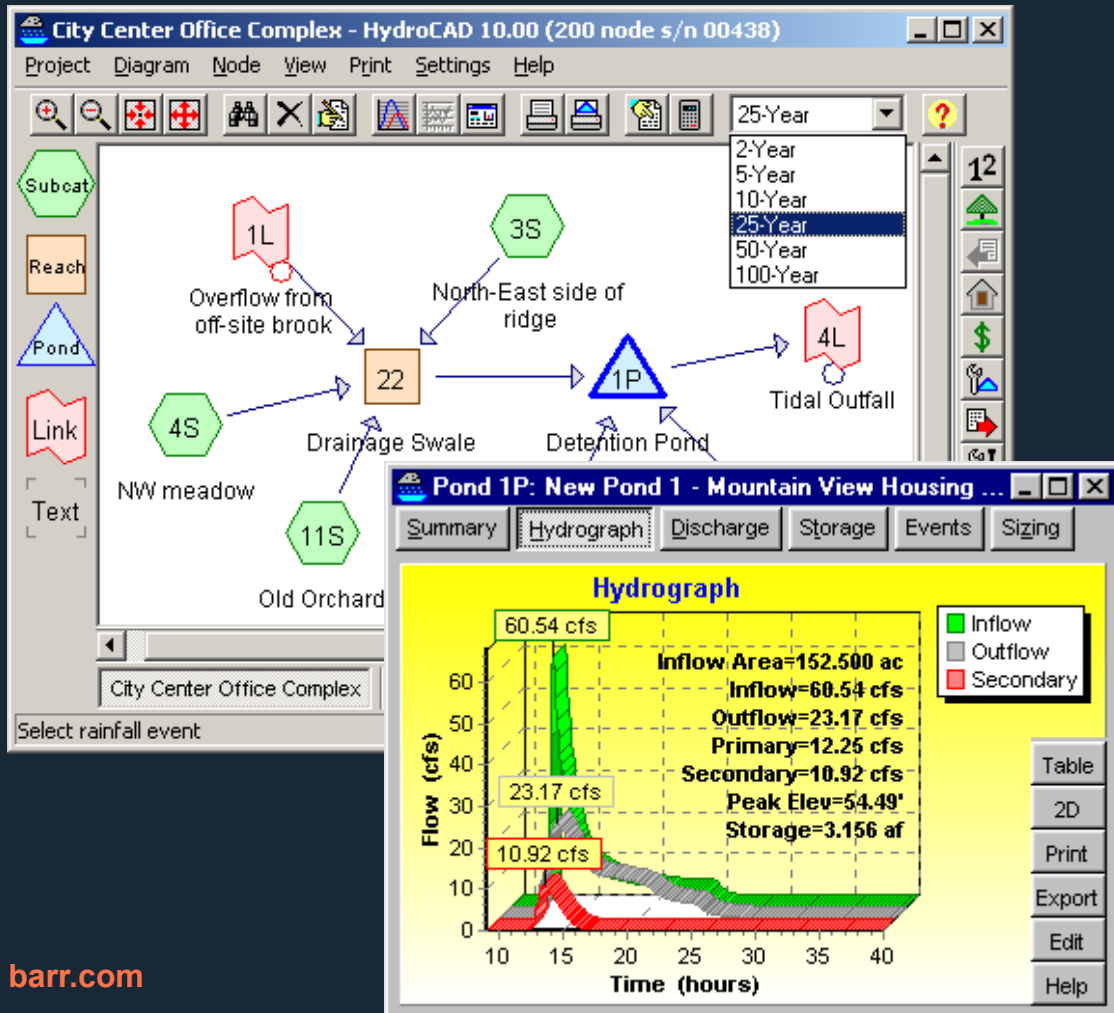 City Center Office Complex - HydroCAD 10.00 (200 node s/n 00438)
Project Diagram Node View Print Settings Help
25-Year
?
2-Year
5-Year
10-Year
25-Year
50-Year
100-Year
Subcat
Reach
Pond
Link
Text
12
$
1L
Overflow from
off-site brook
3S
North-East side of
ridge
22
Drainage Swale
1P
Detention Pond
4L
Tidal Outfall
4S
NW meadow
11S
Old Orchard
City Center Office Complex
Select rainfall event
Pond 1P: New Pond 1 - Mountain View Housing ...
Summary Hydrograph Discharge Storage Events Sizing
Hydrograph
60.54 cfs
23.17 cfs
10.92 cfs
Inflow Area=152.500 ac
Inflow=60.54 cfs
Outflow=23.17 cfs
Primary=12.25 cfs
Secondary=10.92 cfs
Peak Elev=54.49'
Storage=3.156 af
Inflow
Outflow
Secondary
Flow (cfs)
60
50
40
30
20
10
0
10 15 20 25 30 35 40
Time (hours)
Table
2D
Print
Export
Edit
Help
barr.com